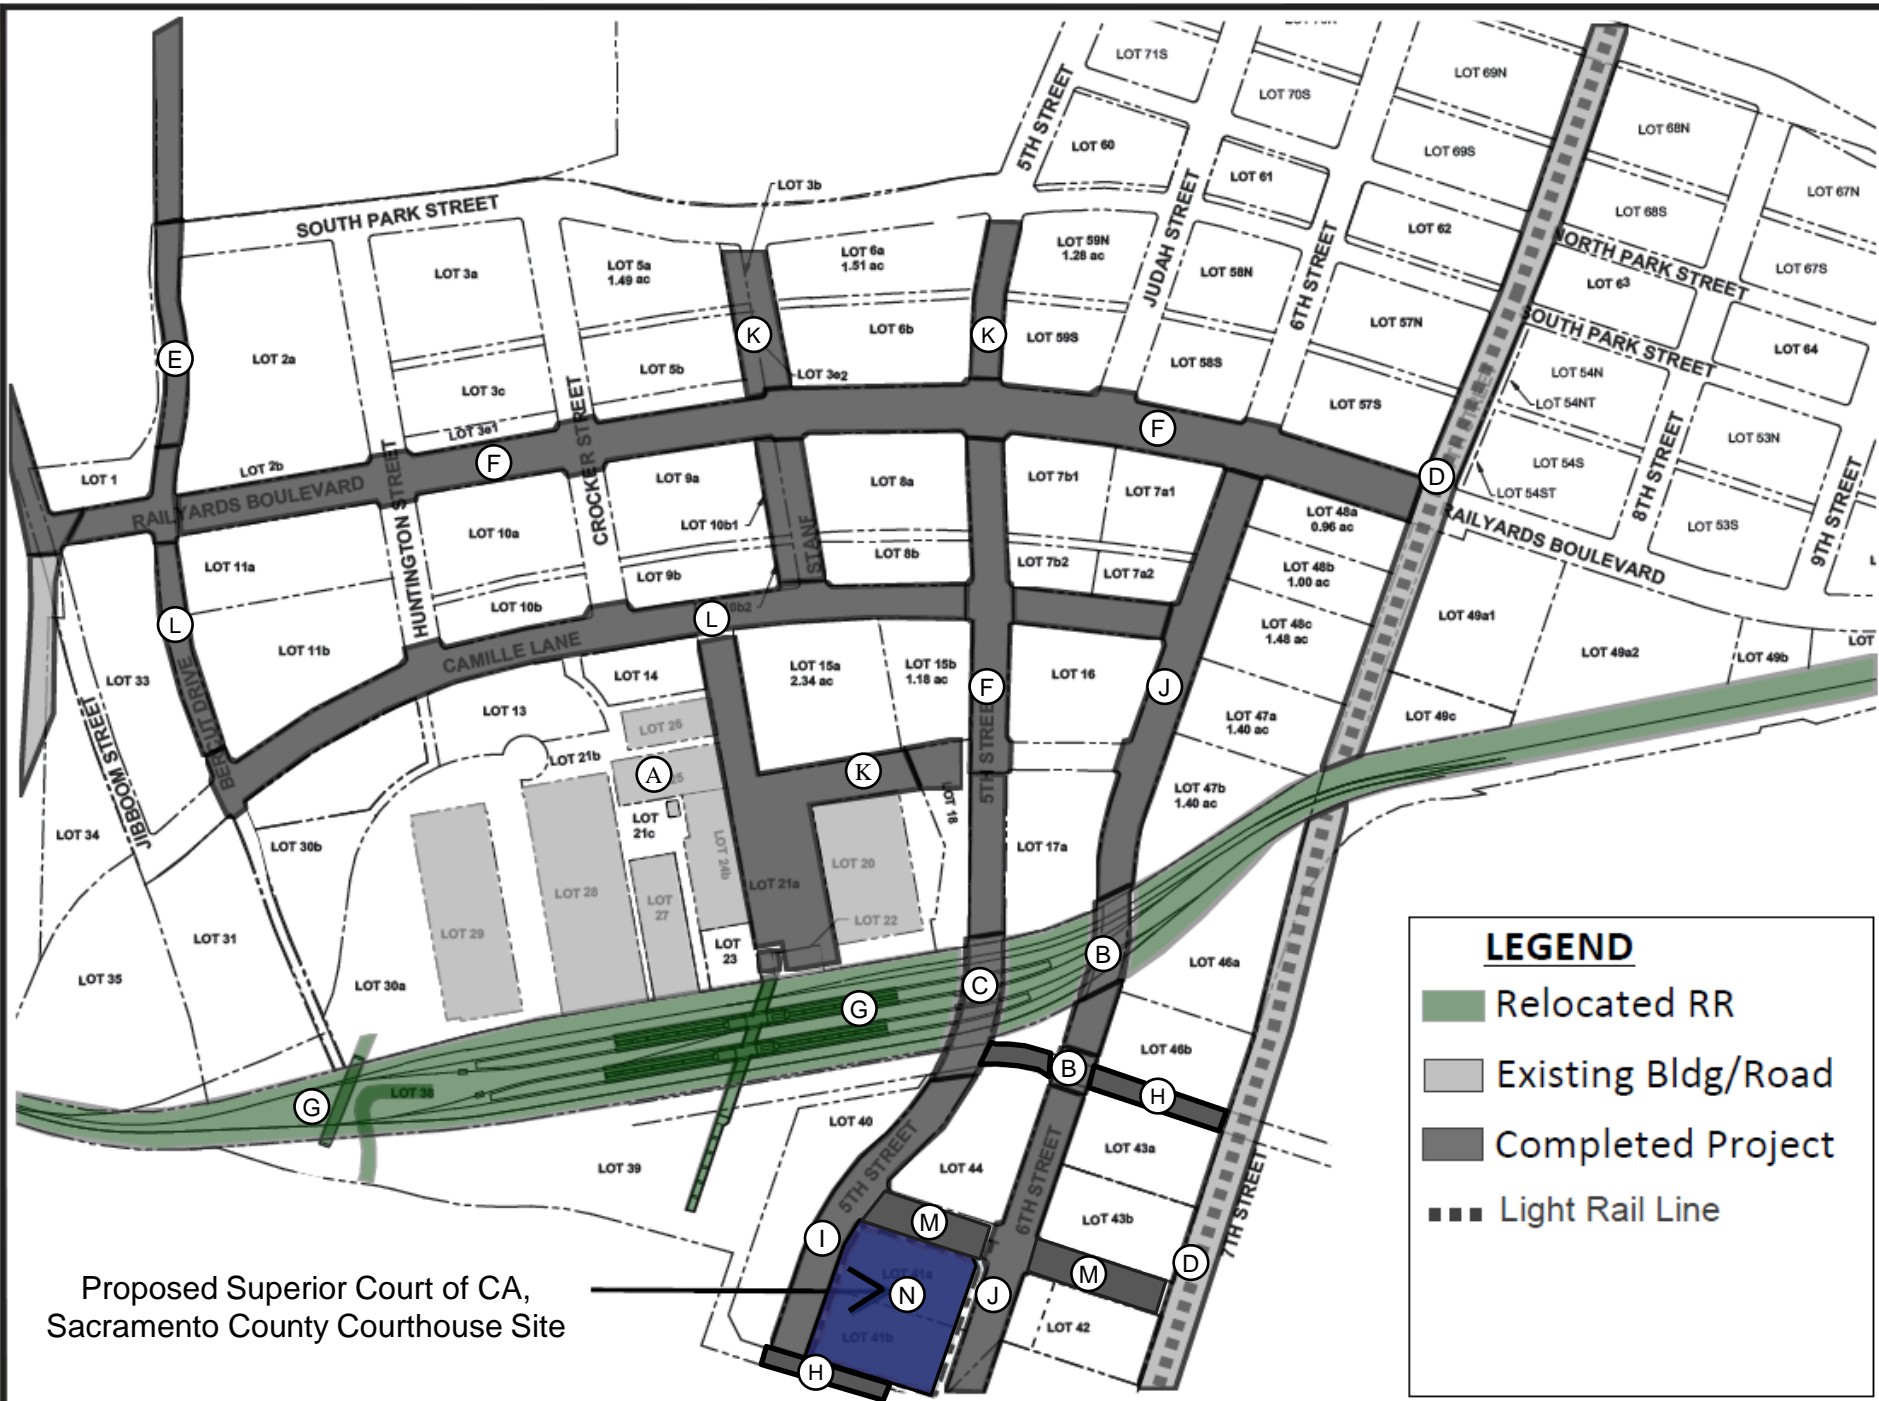 LOT 70N
LOT 71S
LOT 69N
LOT 70S
5TH STREET
LOT 68N
LOT 60
LOT 69S
LOT 61
LOT 3b
LOT 67N
SOUTH PARK STREET
LOT 68S
JUDAH STREET
LOT 62
LOT 59N
1.28 ac
LOT 6a
1.51 ac
6TH STREET
NORTH PARK STREET
LOT 3a
LOT 5a
1.49 ac
LOT 58N
LOT 67S
LOT 63
LOT 57N
SOUTH PARK STREET
LOT 6b
K
K
LOT 59S
LOT 64
E
LOT 2a
LOT 58S
LOT 5b
LOT 3e2
LOT 54N
LOT 3c
LOT 57S
LOT 54NT
CROCKER STREET
F
LOT 3e1
8TH STREET
LOT 53N
HUNTINGTON STREET
F
LOT 2b
LOT 54S
D
LOT 1
LOT 9a
LOT 8a
LOT 7b1
LOT 7a1
LOT 54ST
RAILYARDS BOULEVARD
9TH STREET
LOT 48a
0.96 ac
LOT 10b1
LOT 53S
RAILYARDS BOULEVARD
LOT 10a
LOT 8b
LOT 7b2
LOT 11a
LOT 7a2
LOT 48b
1.00 ac
LOT 9b
LOT 10b
LOT 49a1
L
L
LOT 48c
1.48 ac
LOT
CAMILLE LANE
LOT 11b
LOT 49a2
LOT 49b
LOT 15a
2.34 ac
LOT 15b
1.18 ac
LOT 14
LOT 16
LOT 33
F
J
LOT 13
LOT 47a
1.40 ac
LOT 49c
BERCUT DRIVE
JIBBOOM STREET
LOT 26
5TH STREET
LOT 21b
A
K
LOT 47b
1.40 ac
LOT 18
LOT
21c
LOT 34
LOT 30b
LOT 24b
LOT 17a
LOT 20
LOT 21a
LOT 28
LOT
27
LOT 22
LOT 29
LOT 31
LOT
23
B
LEGEND
LOT 46a
LOT 35
LOT 30a
C
Relocated RR
G
LOT 46b
B
Existing Bldg/Road
LOT 38
H
G
LOT 40
Completed Project
5TH STREET
LOT 43a
LOT 39
LOT 44
6TH STREET
7TH STREET
M
LOT 43b
Light Rail Line
I
D
LOT 41a
M
Proposed Superior Court of CA,
Sacramento County Courthouse Site
N
J
LOT 42
LOT 41b
H